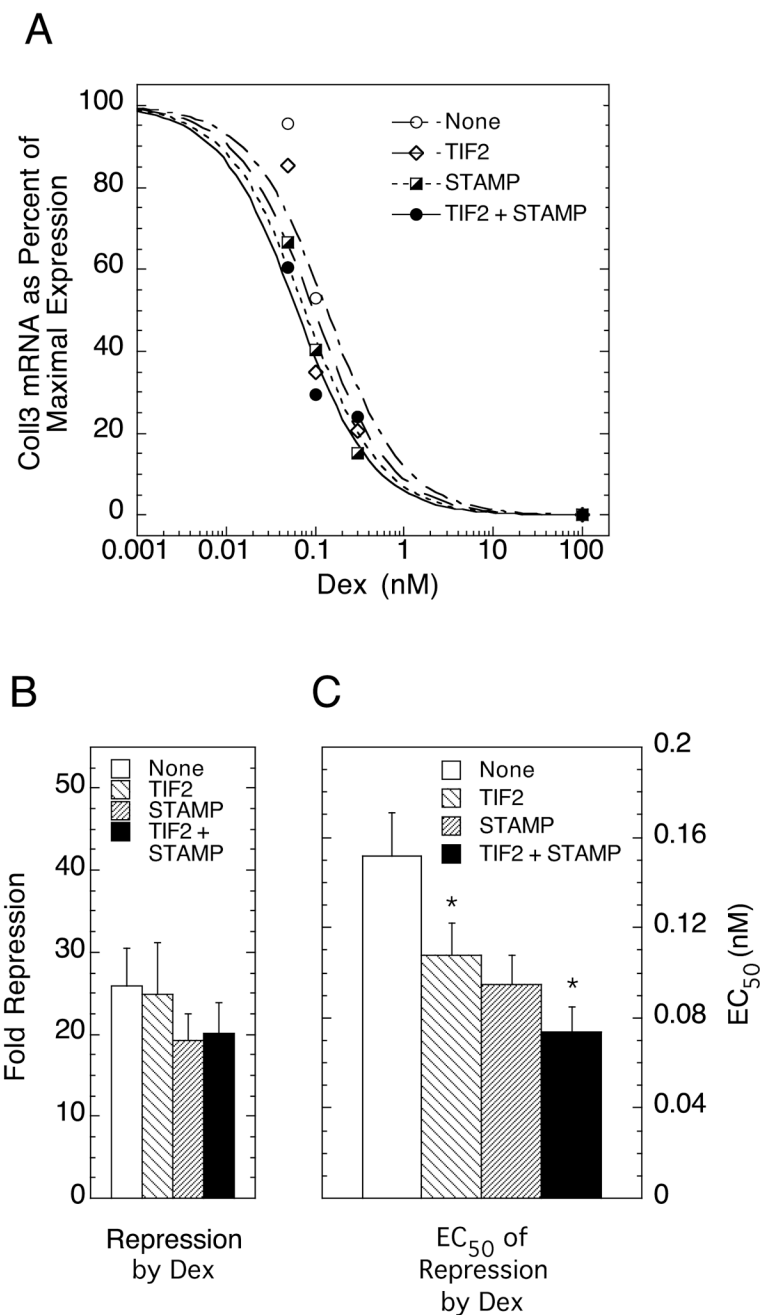 A
Coll3 mRNA as Percent of
Maximal Expression
100
80
60
40
20
0
None
TIF2
STAMP
TIF2 + STAMP
0.001 0.01 0.1 1 10 100
Dex (nM)
B
Fold Repression
50
40
30
20
10
0
None
TIF2
STAMP
TIF2 +
STAMP
Repression
by Dex
C
None
TIF2
STAMP
TIF2 + STAMP
*
*
0.2
0.16
0.12
0.08
0.04
0
EC50 (nM)
EC50 of
Repression
by Dex